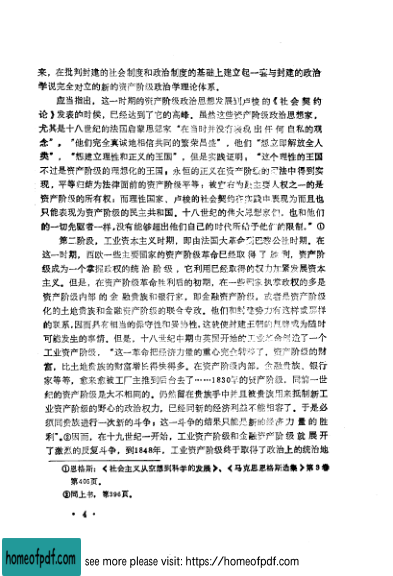 来，在批判封建的社会制度和政治制度的基础上建立起一套与封建的政治
学说完全对立的新的资产阶级政治学理论体系。
应当指出，这一时期的资产阶级政治思想发展到卢梭的《社会契约
论》发表的时候，已经达到了它的高峰。虽然这些资产阶级政治思想家，
尤其是十八世纪的法国启蒙思想家“在当时并没有表现出任何自私的观
念”，“他们完全真诚地相信共同的繁荣昌盛”，他们“想立即解放全人
类”，“想建立理性和正义的王国”，但是实践证明：“这个理性的王国
不过是资产阶级的理想化的王国；永恒的正义在资产阶级的司法中得到实
现，平等归结为法律面前的资产阶级平等；被宣布为最主要人权之一的是
资产阶级的所有权；而理性国家、卢梭的社会契约在实践中表现为而且也
只能表现为资产阶级的民主共和国。十八世纪的伟大思想家们，也和他们
的一切先驱者一样，没有能够超出他们自己的时代所给予他们的限制。”①
第二阶段，工业资本主义时期，即由法国大革命到巴黎公社时期。在
这一时期，西欧一些主要国家的资产阶级革命已经取得了胜利，资产阶
级成为一个掌握政权的统治阶级，它利用已经取得的权力加紧发展资本
主义。但是，在资产阶级革命胜利后的初期，在一些国家执掌政权的多是
资产阶级内部的金融贵族和银行家，即金融资产阶级，或者是资产阶级
化的土地贵族和金融资产阶级的联合专政。他们和封建势力有这样或那样
的联系，因而具有相当的保守性和妥协性，这就使封建王朝的复辟成为随时
可能发生的事情。但是，十八世纪中期由英国开始的工业革命创造了一个
工业资产阶级，“这一革命把经济力量的重心完全转移了，资产阶级的财
富，比土地贵族的财富增长得快得多。在资产阶级内部，金融贵族、银行
家等等，愈来愈被工厂主推到后台去了……1830年的资产阶级，同前一世
纪的资产阶级是大不相同的。仍然留在贵族手中并且被贵族用来抵制新工
业资产阶级的野心的政治权力，已经同新的经济利益不能相容了。于是必
须同贵族进行一次新的斗争；这一斗争的结果只能是新的经济力量的胜
利”。②因而，在十九世纪一开始，工业资产阶级和金融资产阶级就展开
了激烈的反复斗争，到1848年，工业资产阶级终于取得了政治上的统治地
①恩格斯：《社会主义从空想到科学的发展》、《马克思恩格斯选集》第3卷
第405页。
②同上书，第396页。
· 4 ·
homeofpdf.com
see more please visit: https://homeofpdf.com